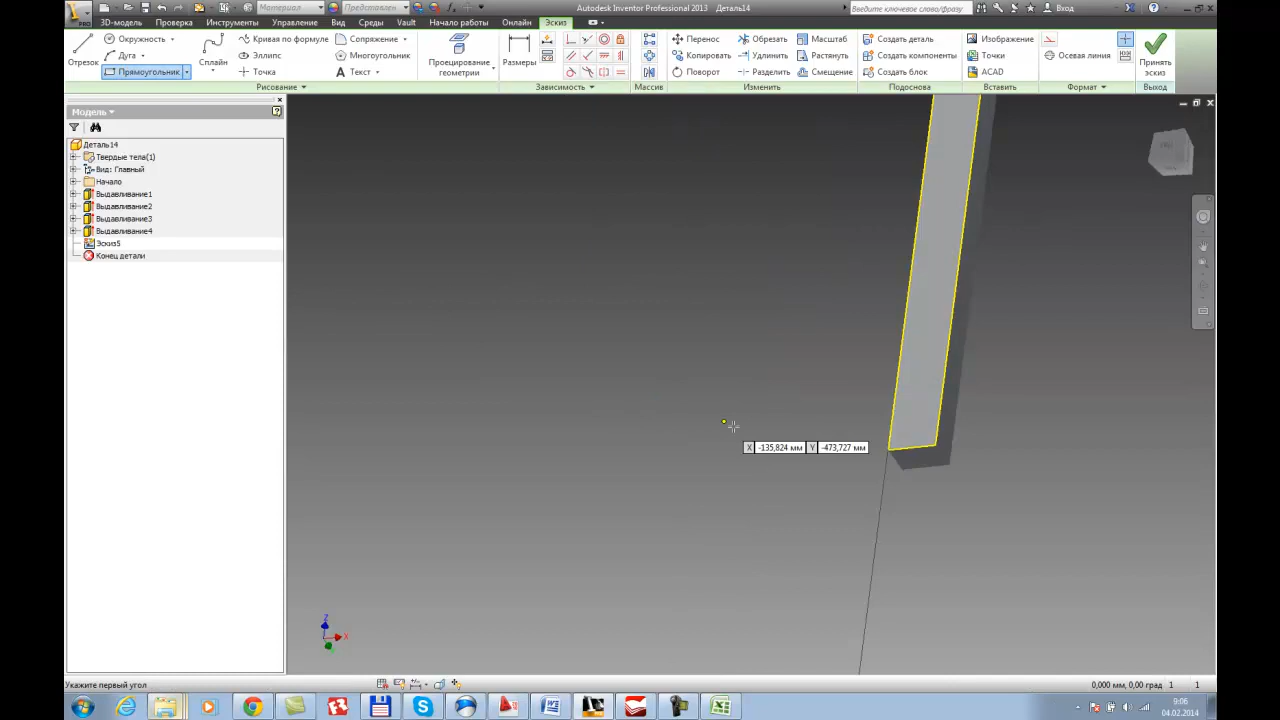 Материал
Представлен
Autodesk Inventor Professional 2013 Деталь14
Введите ключевое слово/фразу
Вход
PRO
3D-модель Проверка Инструменты Управление Вид Среды Vault Начало работы Онлайн Эскиз
Отрезок
Окружность
Дуга
Прямоугольник
Сплайн
Кривая по формуле
Эллипс
Точка
Сопряжение
Многоугольник
Текст
Проецирование
геометрии
Размеры
Перенос
Копировать
Поворот
Обрезать
Удлинить
Разделить
Масштаб
Растянуть
Смещение
Создать деталь
Создать компоненты
Создать блок
Изображение
Точки
ACAD
Осевая линия
Принять
эскиз
Рисование Зависимость Массив Изменить Подоснова Вставить Формат Выход
Модель
Деталь14
Твердые тела(1)
Вид: Главный
Начало
Выдавливание1
Выдавливание2
Выдавливание3
Выдавливание4
Эскиз5
Конец детали
X -135,824 мм Y -473,727 мм
Z
X
Укажите первый угол
0,000 мм, 0,00 град 1 1
9:06
04.02.2014